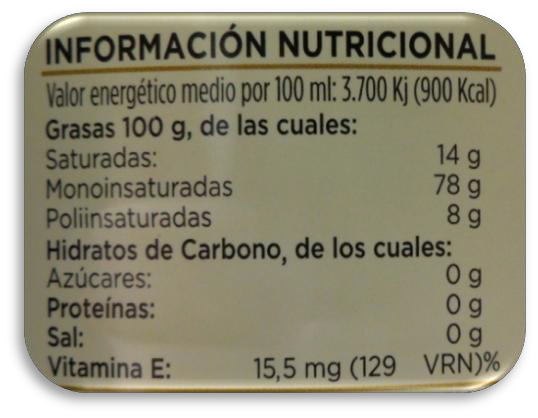 INFORMACIÓN NUTRICIONAL
Valor energético medio por 100 ml: 3.700 Kj (900 Kcal)
Grasas 100 g, de las cuales:
Saturadas: 14 g
Monoinsaturadas 78 g
Poliinsaturadas 8 g
Hidratos de Carbono, de los cuales:
Azúcares: 0 g
Proteínas: 0 g
Sal: 0 g
Vitamina E: 15,5 mg (129 VRN)%